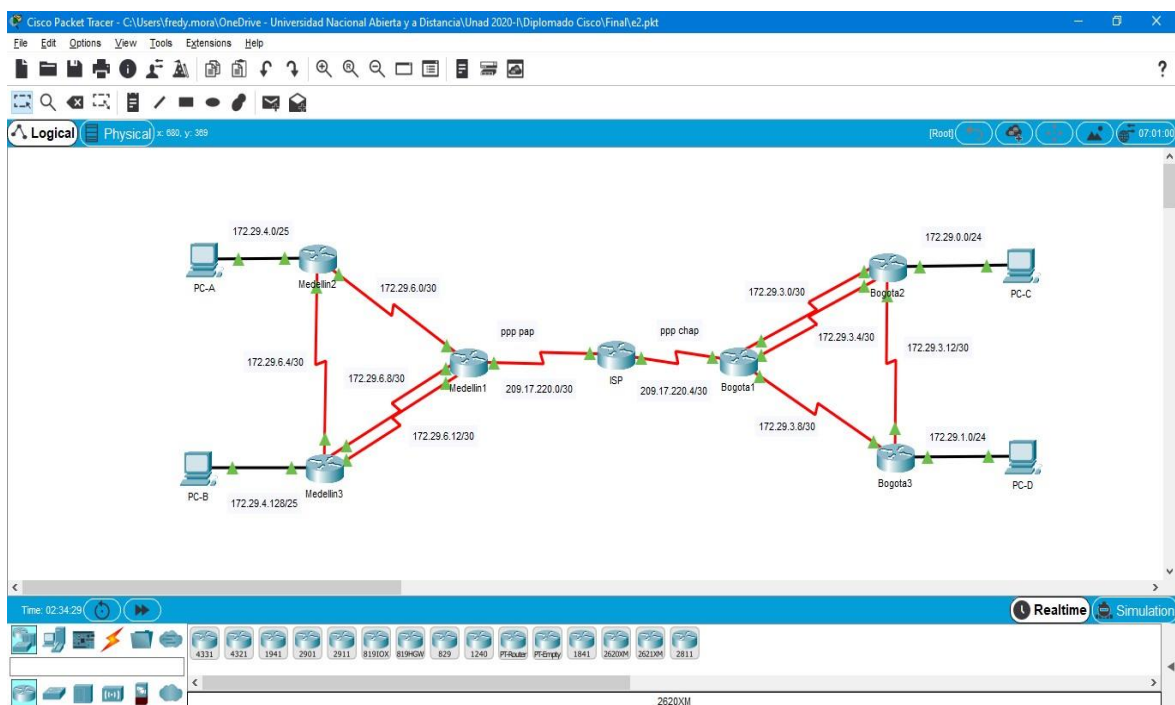 Cisco Packet Tracer - C:\Users\fredy.mora\OneDrive - Universidad Nacional Abierta y a Distancia\Unad 2020-I\Diplomado Cisco\Final\e2.pkt
File Edit Options View Tools Extensions Help
Logical Physical x: 680, y: 369 [Root] 07:01:00
172.29.4.0/25
172.29.0.0/24
PC-A
Medellin2
172.29.6.0/30
172.29.3.0/30
Bogota2
PC-C
ppp pap
ppp chap
172.29.3.4/30
172.29.3.12/30
172.29.6.4/30
172.29.6.8/30
Medellin1
209.17.220.0/30
ISP
209.17.220.4/30
Bogota1
172.29.6.12/30
172.29.3.8/30
172.29.1.0/24
PC-B
172.29.4.128/25
Medellin3
Bogota3
PC-D
Time: 02:34:29
Realtime
Simulation
4331 4321 1941 2901 2911 819IOX 819HGW 829 1240 PT-Router PT-Empty 1841 2620XM 2621XM 2811
2620XM